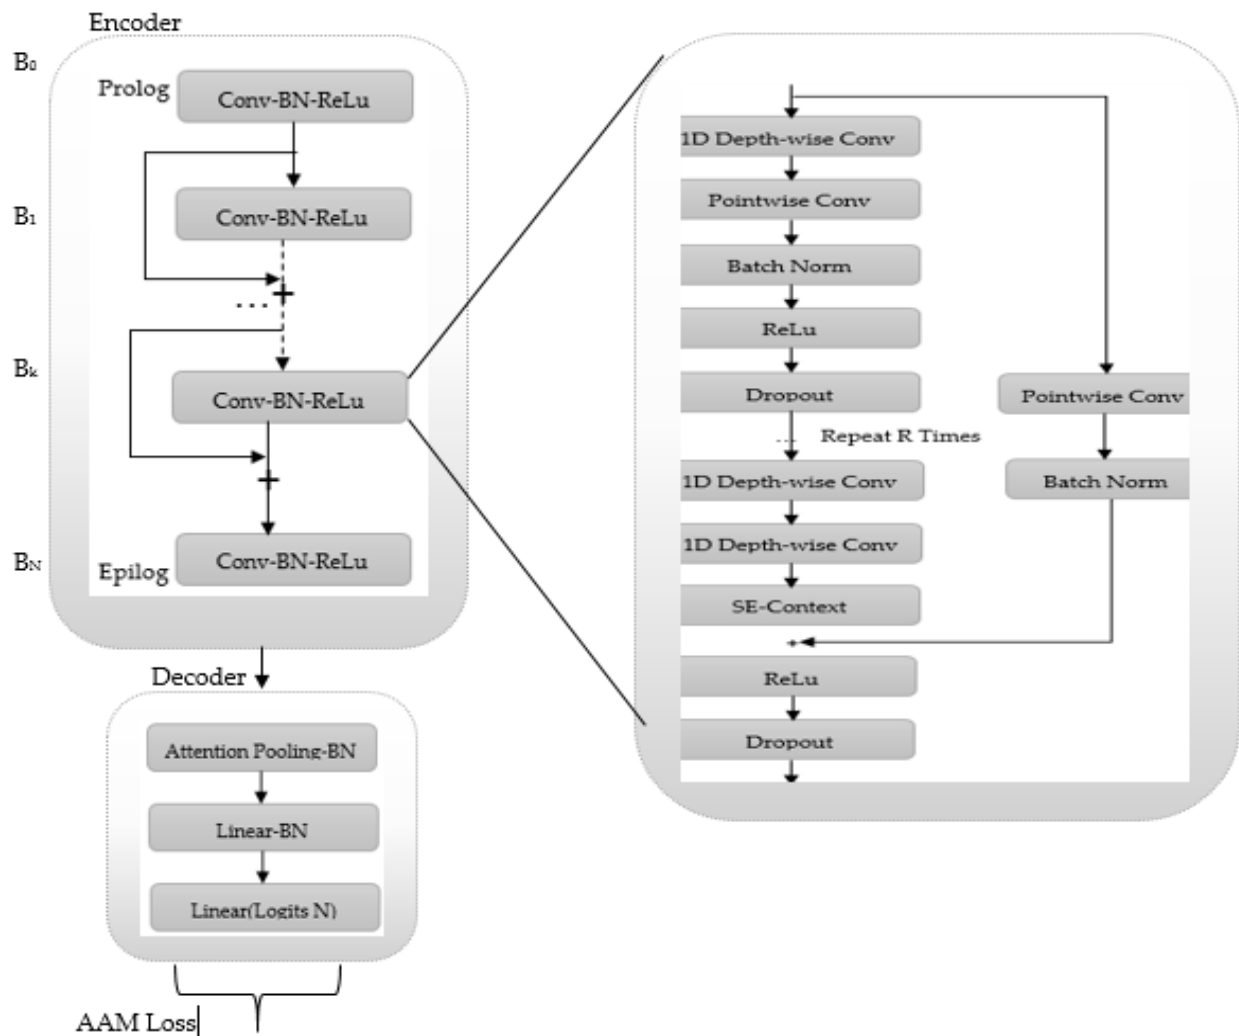 Encoder
B₀
Prolog
Conv-BN-ReLu
B₁
Conv-BN-ReLu
... +
Bₖ
Conv-BN-ReLu
+
B_N
Epilog
Conv-BN-ReLu
Decoder
Attention Pooling-BN
Linear-BN
Linear(Logits N)
AAM Loss
1D Depth-wise Conv
Pointwise Conv
Batch Norm
ReLu
Dropout
... Repeat R Times
1D Depth-wise Conv
1D Depth-wise Conv
SE-Context
+
ReLu
Dropout
Pointwise Conv
Batch Norm